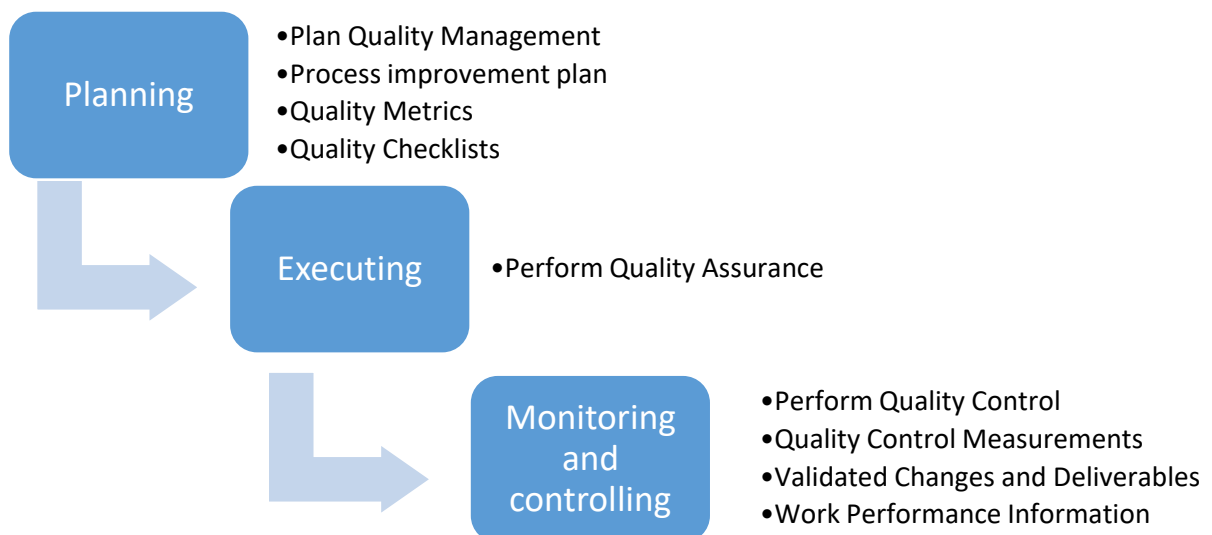 Planning
•Plan Quality Management
•Process improvement plan
•Quality Metrics
•Quality Checklists
Executing
•Perform Quality Assurance
Monitoring
and
controlling
•Perform Quality Control
•Quality Control Measurements
•Validated Changes and Deliverables
•Work Performance Information